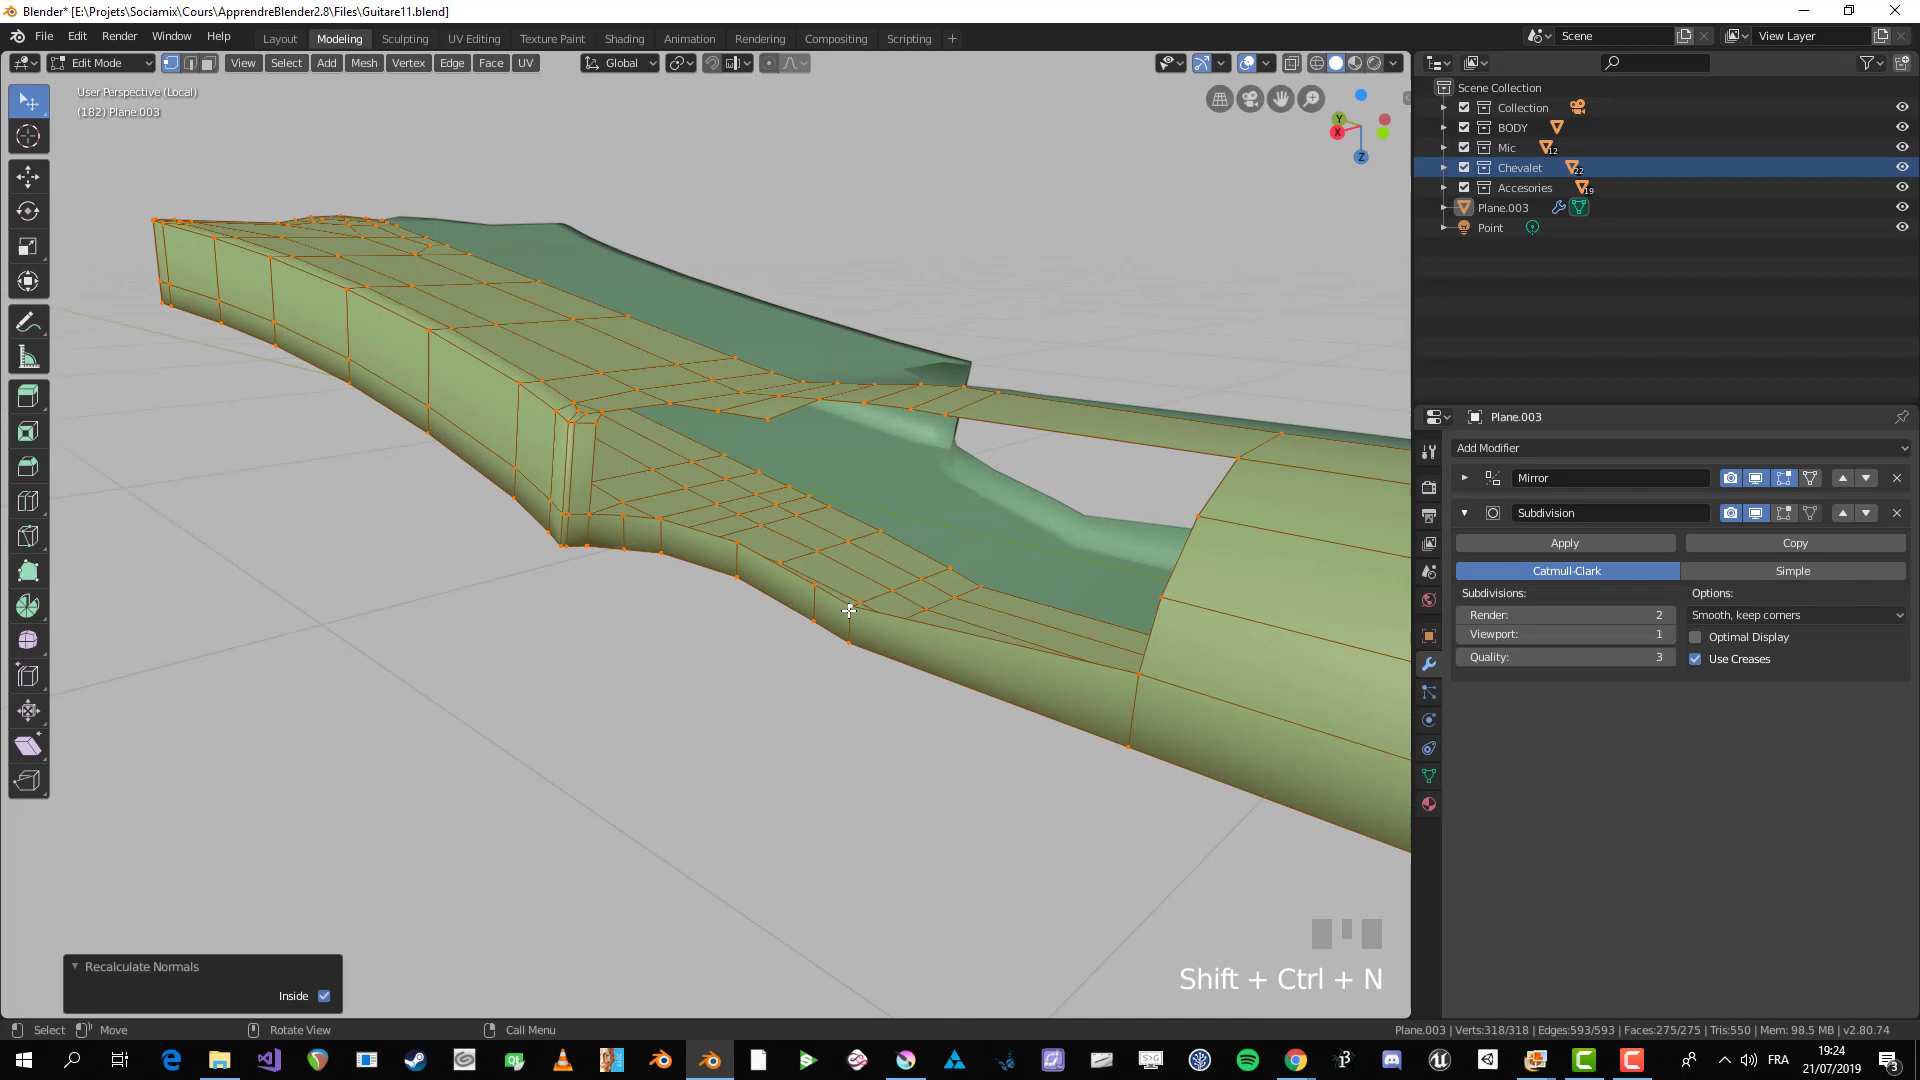 Blender* [E:\Projets\Sociamix\Cours\ApprendreBlender2.8\Files\Guitare11.blend]
File Edit Render Window Help
Layout Modeling Sculpting UV Editing Texture Paint Shading Animation Rendering Compositing Scripting +
Scene
View Layer
Edit Mode View Select Add Mesh Vertex Edge Face UV
Global
User Perspective (Local)
(182) Plane.003
Y
X
Z
Scene Collection
Collection
BODY
Mic 12
Chevalet 22
Accesories 19
Plane.003
Point
Plane.003
Add Modifier
Mirror
Subdivision
Apply Copy
Catmull-Clark Simple
Subdivisions: Options:
Render: 2 Smooth, keep corners
Viewport: 1 Optimal Display
Quality: 3 Use Creases
Shift + Ctrl + N
Recalculate Normals
Inside
Select Move Rotate View Call Menu
Plane.003 | Verts:318/318 | Edges:593/593 | Faces:275/275 | Tris:550 | Mem: 98.5 MB | v2.80.74
FRA
19:24
21/07/2019
3